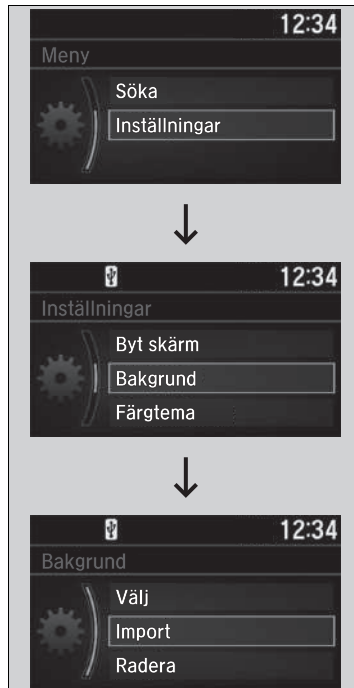 12:34
Meny
Söka
Inställningar
12:34
Inställningar
Byt skärm
Bakgrund
Färgtema
12:34
Bakgrund
Välj
Import
Radera